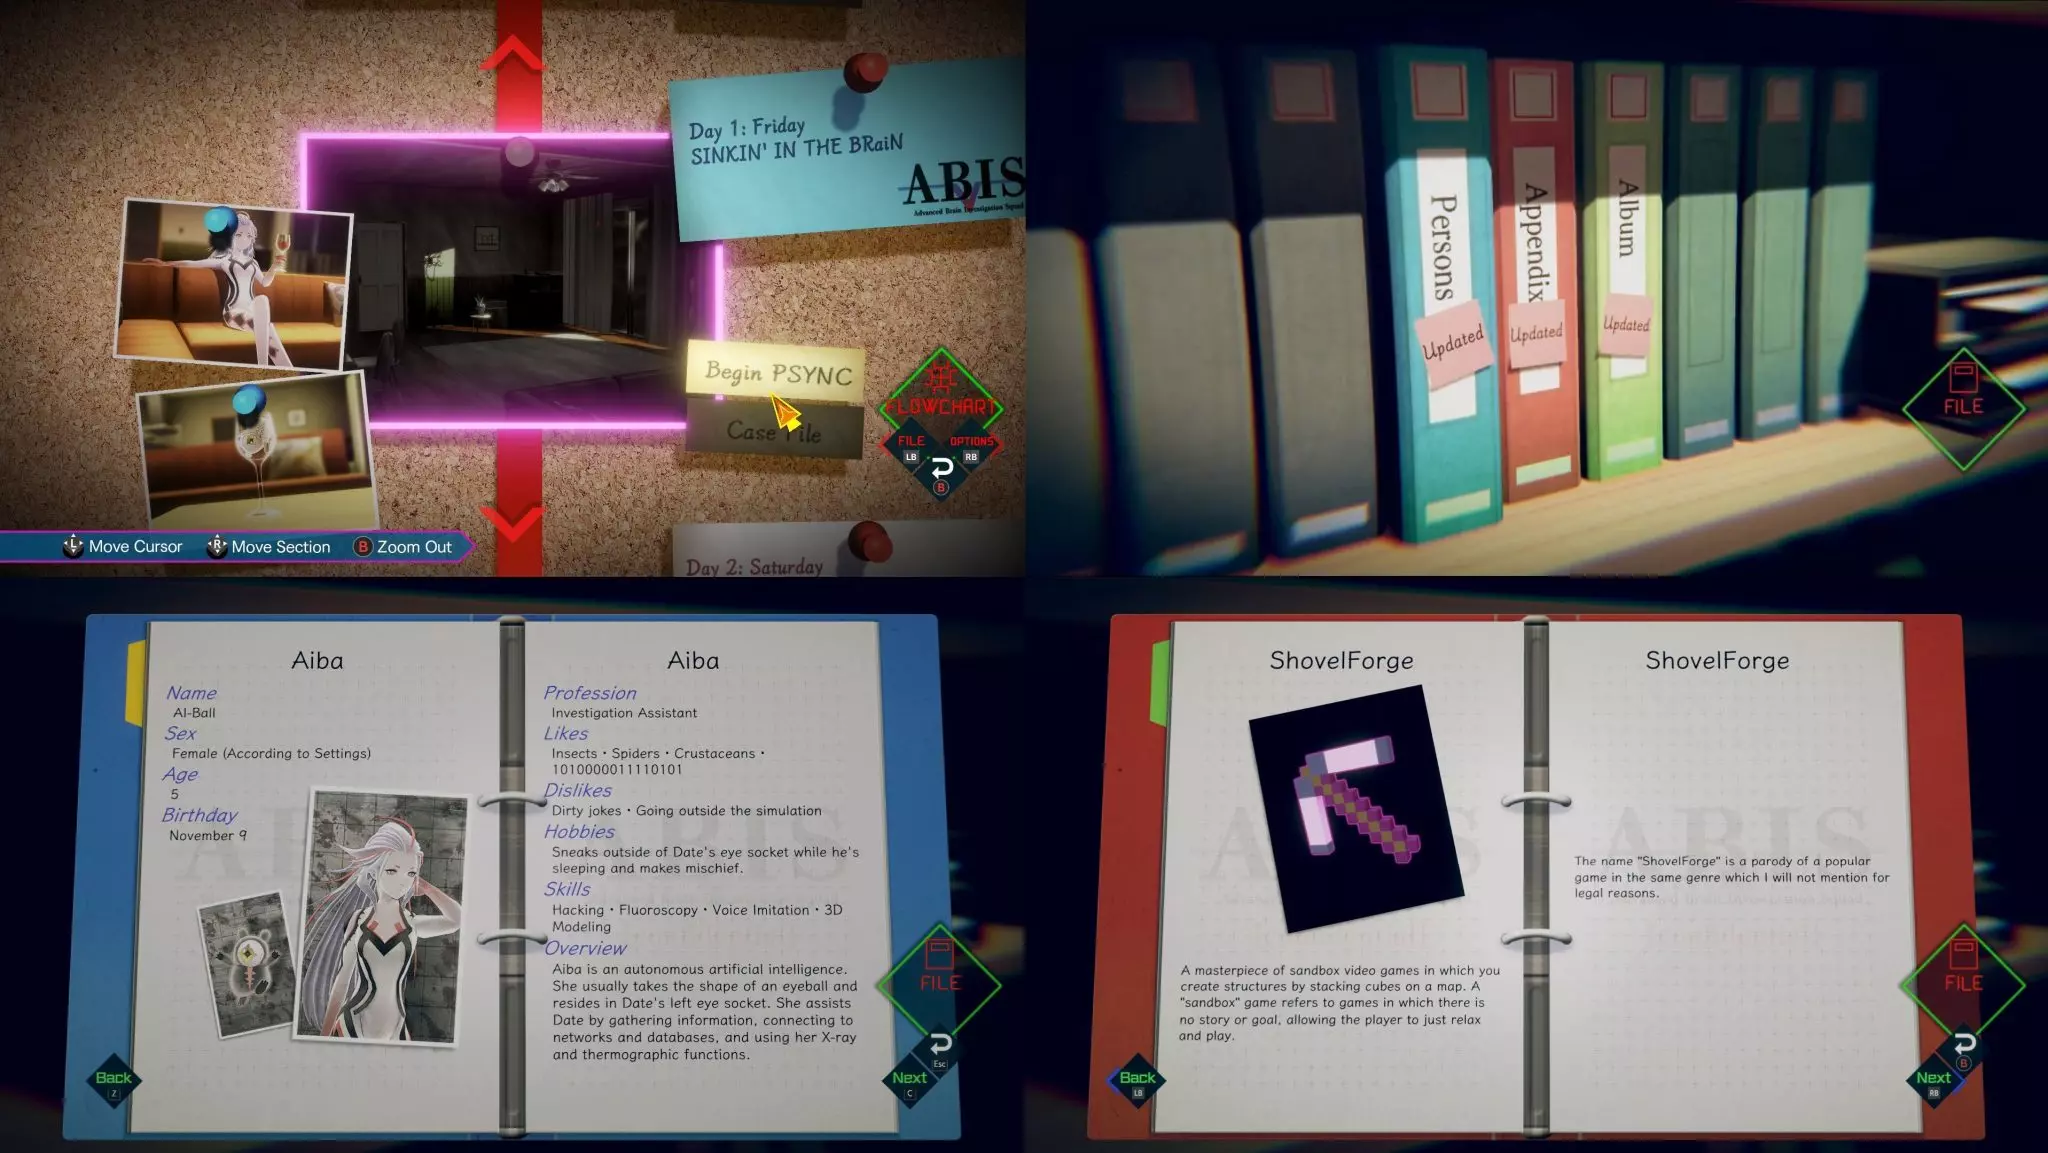 Day 1: Friday
SINKIN' IN THE BRaiN
ABIS
Advanced Brain Investigation Squad
Begin PSYNC
Case File
FLOWCHART
FILE
OPTIONS
LB
RB
B
L Move Cursor
R Move Section
B Zoom Out
Day 2: Saturday
Persons
Appendix
Album
Updated
Updated
Updated
FILE
Aiba
Name
AI-Ball
Sex
Female (According to Settings)
Age
5
Birthday
November 9
Aiba
Profession
Investigation Assistant
Likes
Insects・Spiders・Crustaceans・
1010000011110101
Dislikes
Dirty jokes・Going outside the simulation
Hobbies
Sneaks outside of Date's eye socket while he's
sleeping and makes mischief.
Skills
Hacking・Fluoroscopy・Voice Imitation・3D
Modeling
Overview
Aiba is an autonomous artificial intelligence.
She usually takes the shape of an eyeball and
resides in Date's left eye socket. She assists
Date by gathering information, connecting to
networks and databases, and using her X-ray
and thermographic functions.
FILE
Esc
Back
Z
Next
C
ShovelForge
A masterpiece of sandbox video games in which you
create structures by stacking cubes on a map. A
"sandbox" game refers to games in which there is
no story or goal, allowing the player to just relax
and play.
ShovelForge
ABIS
The name "ShovelForge" is a parody of a popular
game in the same genre which I will not mention for
legal reasons.
FILE
B
Back
LB
Next
RB